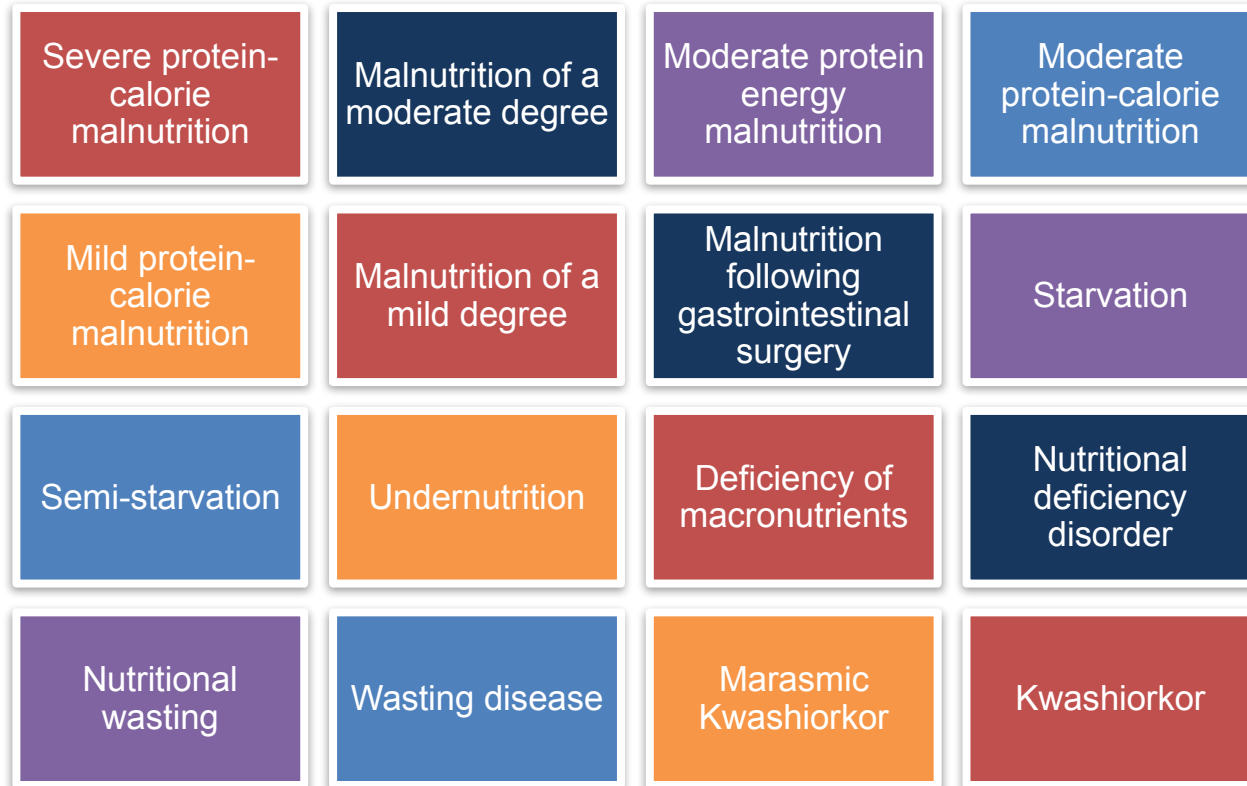 Severe protein-
calorie
malnutrition
Malnutrition of a
moderate degree
Moderate protein
energy
malnutrition
Moderate
protein-calorie
malnutrition
Mild protein-
calorie
malnutrition
Malnutrition of a
mild degree
Malnutrition
following
gastrointestinal
surgery
Starvation
Semi-starvation
Undernutrition
Deficiency of
macronutrients
Nutritional
deficiency
disorder
Nutritional
wasting
Wasting disease
Marasmic
Kwashiorkor
Kwashiorkor